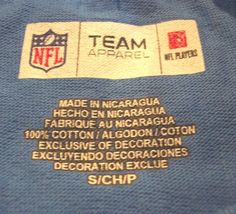 NFL
TEAM
APPAREL
NFL PLAYERS
MADE IN NICARAGUA
HECHO EN NICARAGUA
FABRIQUE AU NICARAGUA
100% COTTON / ALGODON / COTON
EXCLUSIVE OF DECORATION
EXCLUYENDO DECORACIONES
DECORATION EXCLUE
S/CH/P